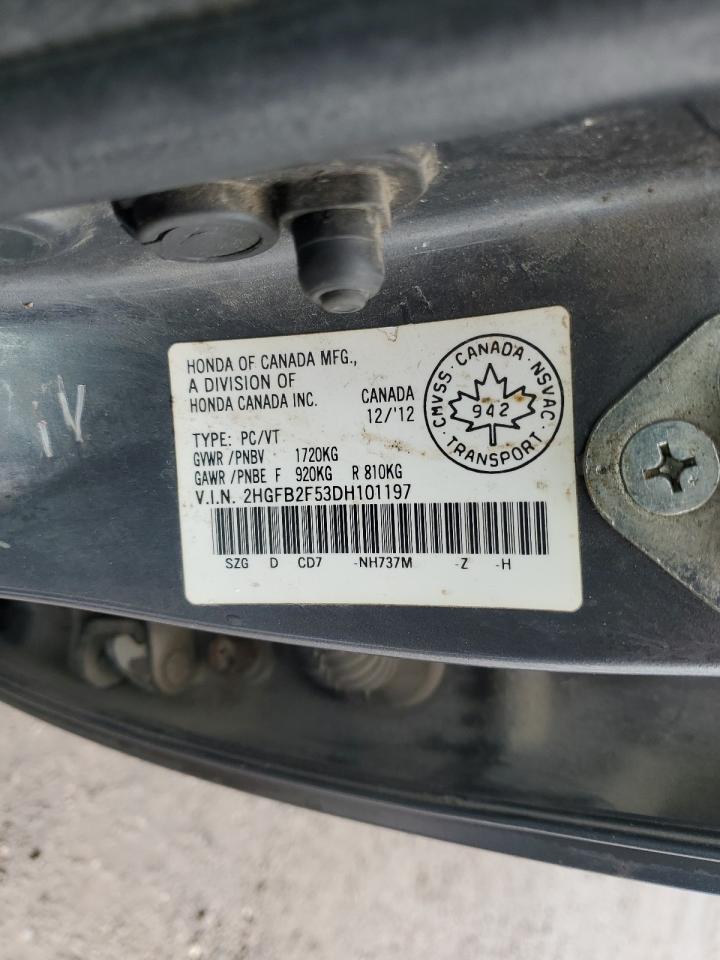 HONDA OF CANADA MFG.,
A DIVISION OF
HONDA CANADA INC.
CANADA
12/'12
CMVSS · CANADA · NSVAC
942
TRANSPORT
TYPE: PC/VT
GVWR /PNBV 1720KG
GAWR /PNBE F 920KG R 810KG
V.I.N. 2HGFB2F53DH101197
SZG D CD7 -NH737M -Z -H